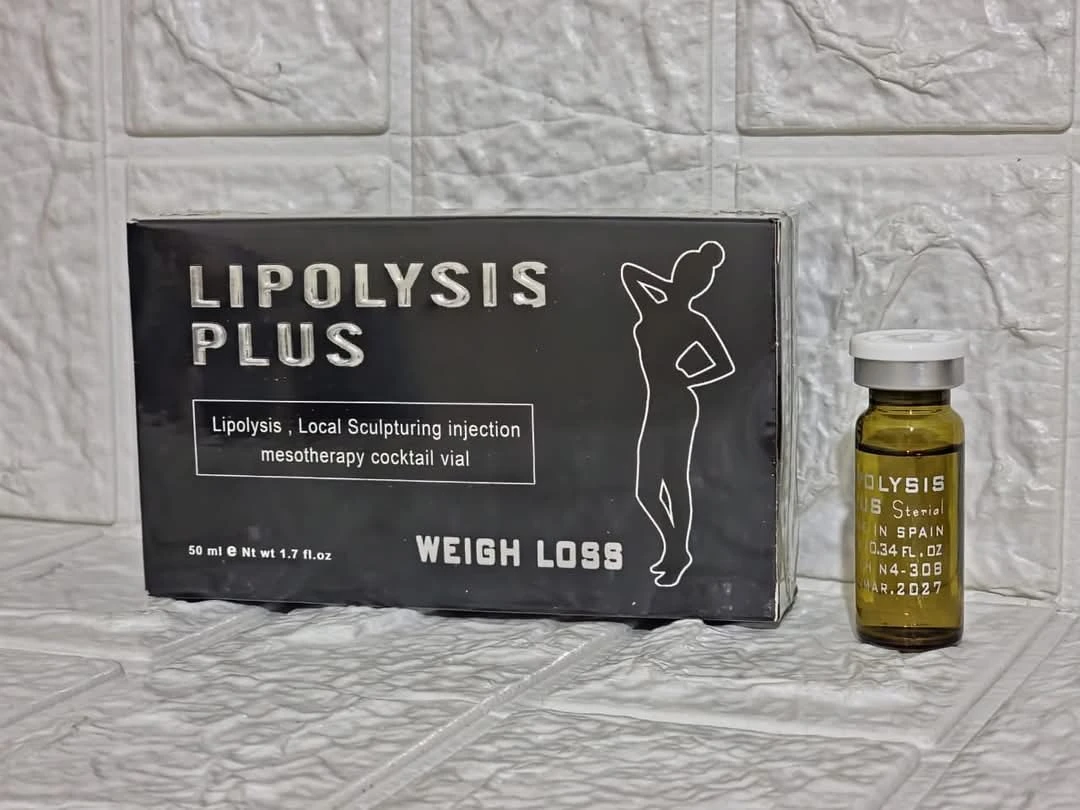 LIPOLYSIS
PLUS
Lipolysis , Local Sculpturing injection
mesotherapy cocktail vial
50 ml e Nt wt 1.7 fl.oz
WEIGH LOSS
OLYSIS
US Sterial
IN SPAIN
0.34 FL.OZ
N4-308
MAR.2027